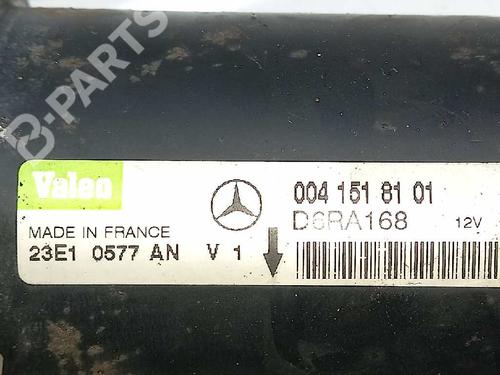 B-PARTS
Valeo
004 151 81 01
D6RA168 12V
MADE IN FRANCE
23E1 0577 AN V 1